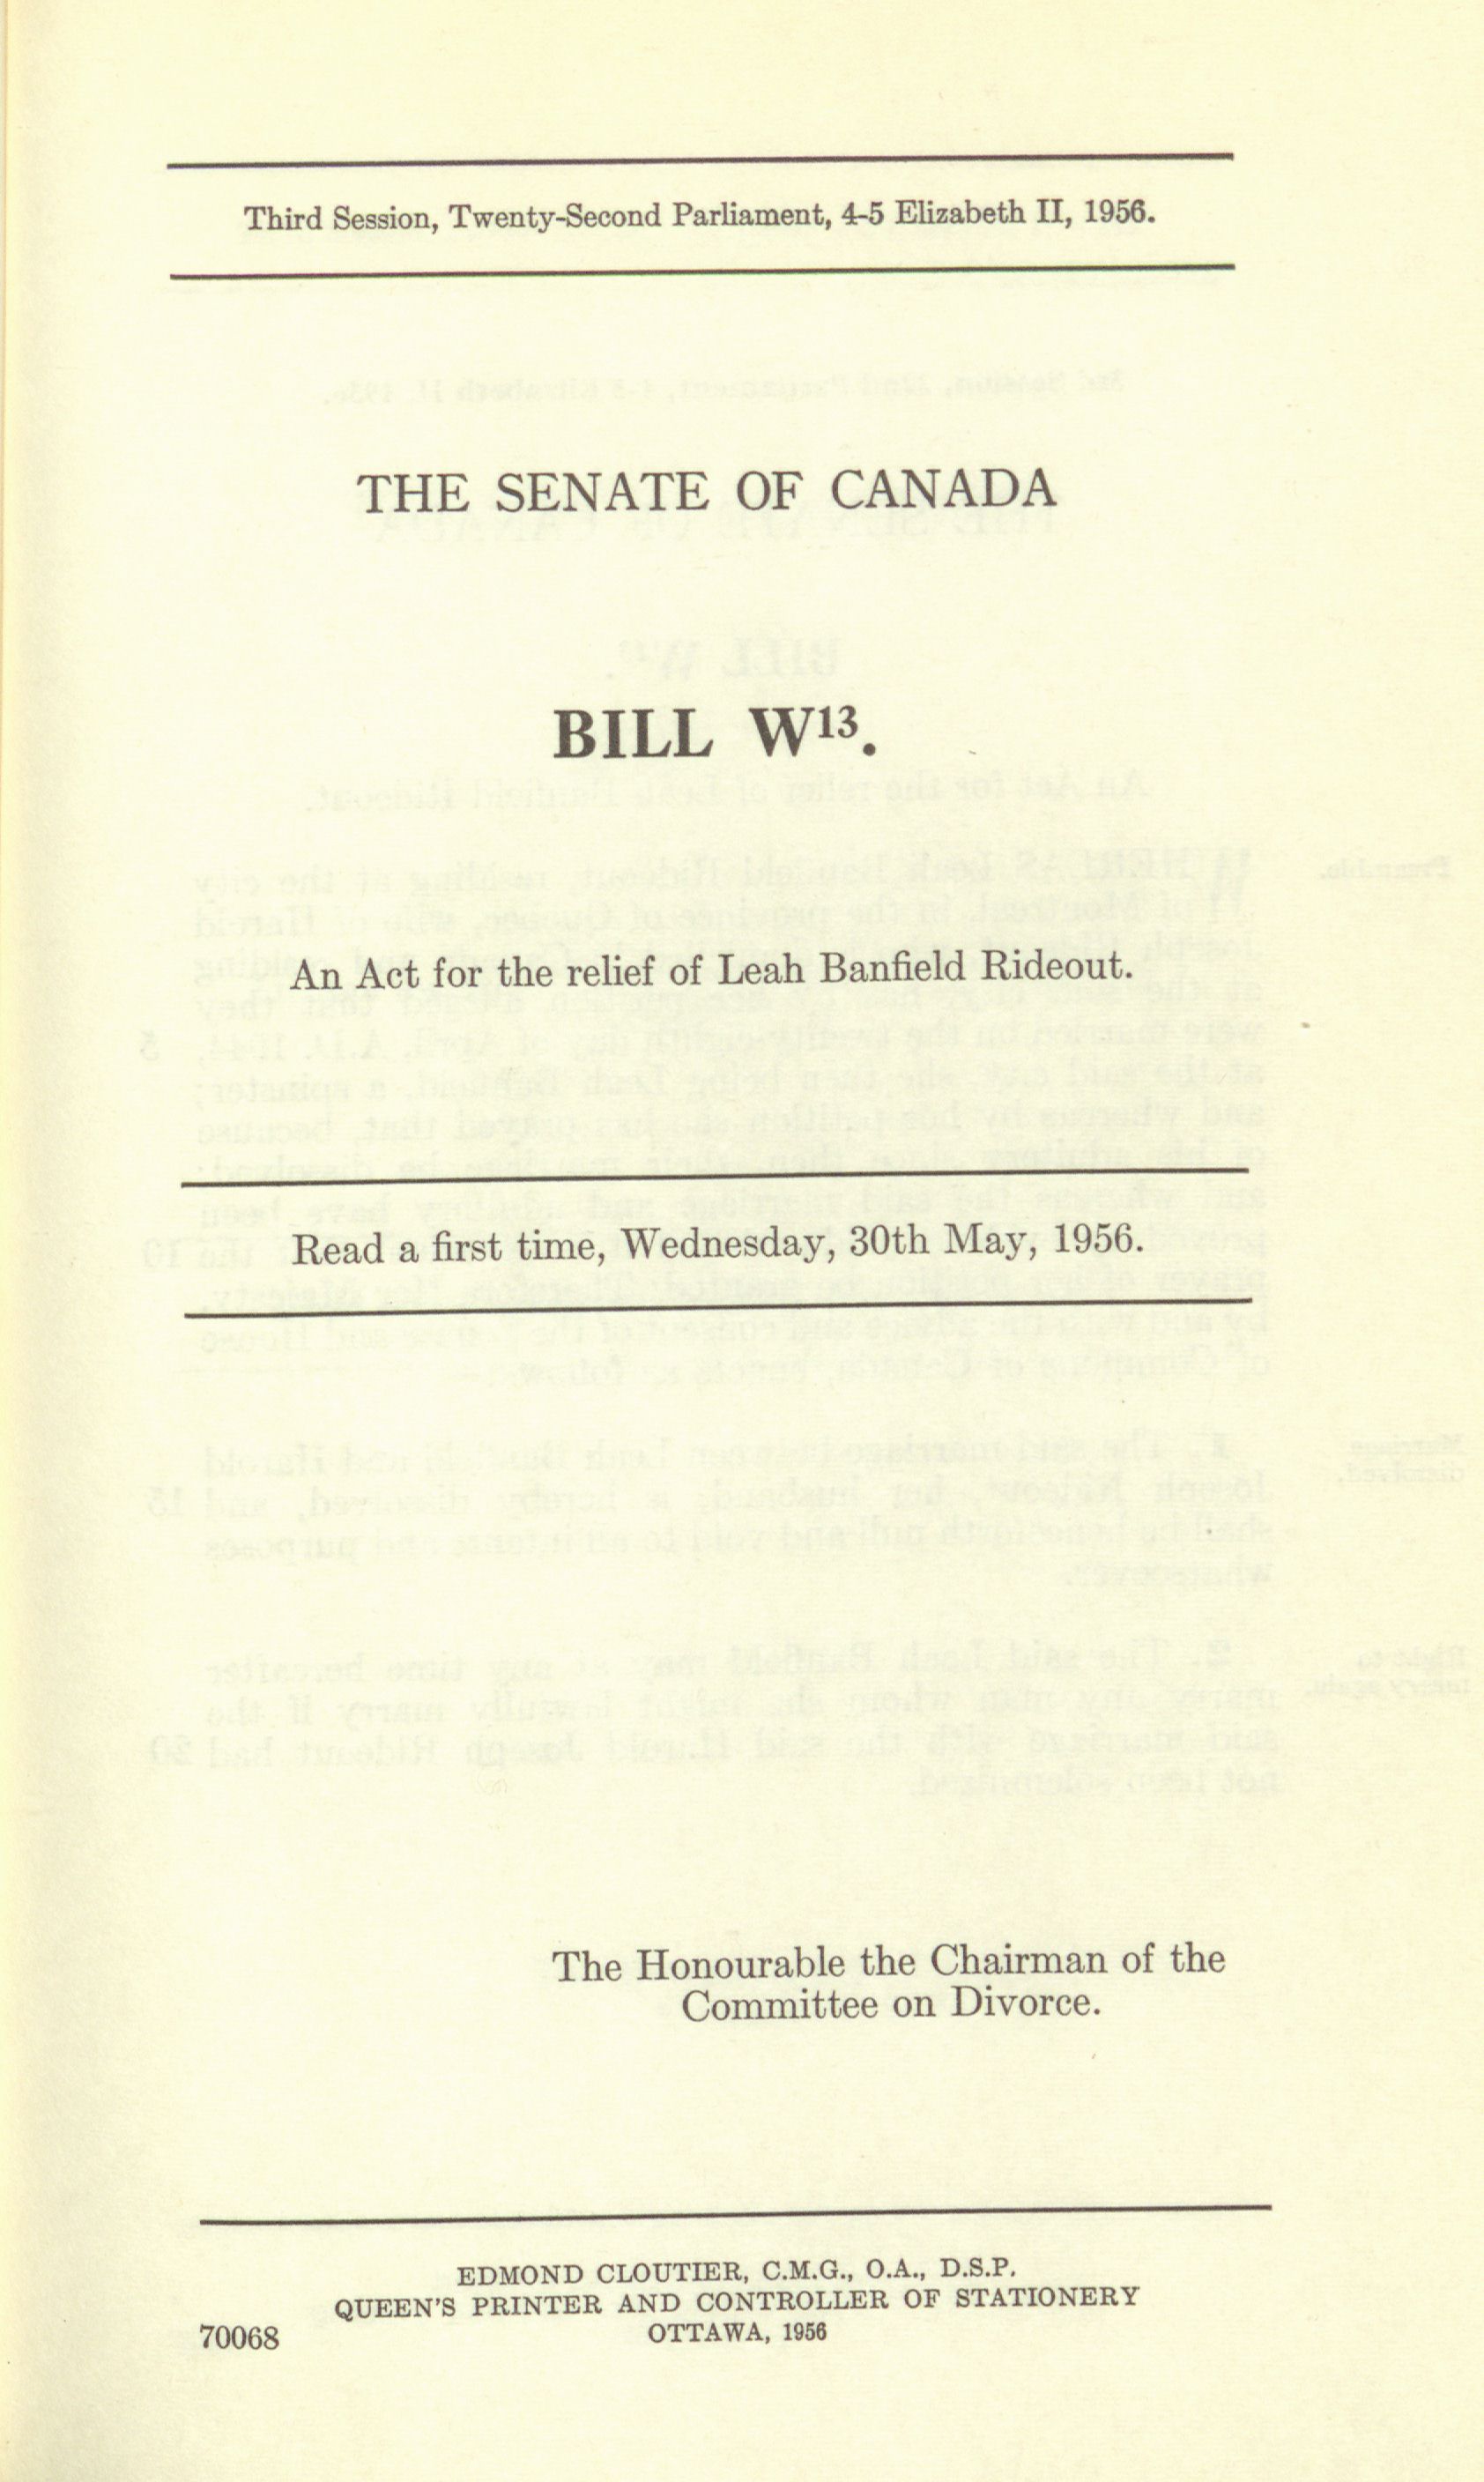 Third Session, Twenty-Second Parliament, 4-5 Elizabeth II, 1956.
THE SENATE OF CANADA
BILL W¹³.
An Act for the relief of Leah Banfield Rideout.
Read a first time, Wednesday, 30th May, 1956.
The Honourable the Chairman of the
Committee on Divorce.
EDMOND CLOUTIER, C.M.G., O.A., D.S.P.
QUEEN'S PRINTER AND CONTROLLER OF STATIONERY
OTTAWA, 1956
70068